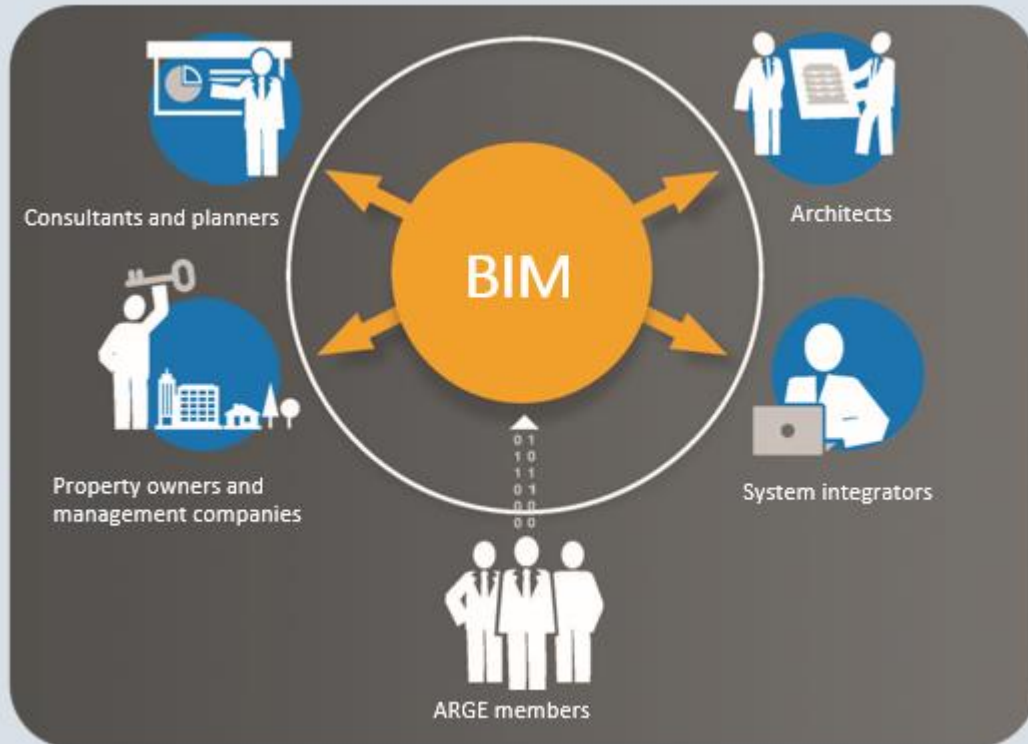 Consultants and planners
Architects
BIM
Property owners and
management companies
System integrators
0 1
1 0
0 1
1 1
0 0
0 0
ARGE members